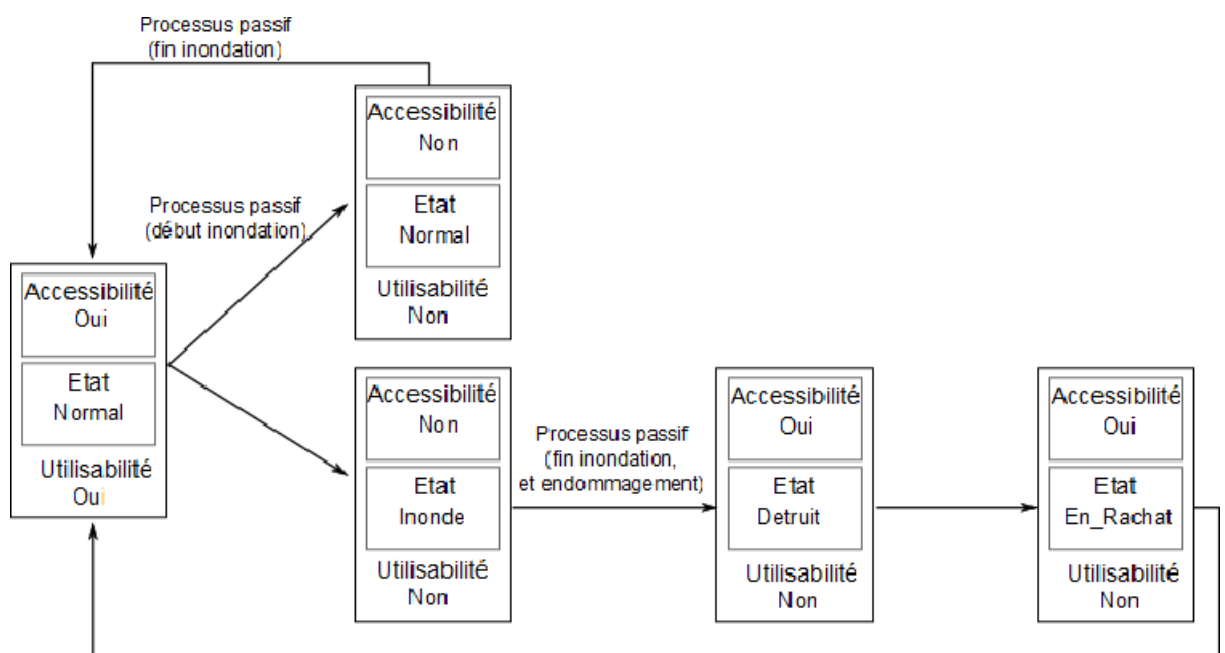 Processus passif
(fin inondation)
Accessibilité
Non
Etat
Normal
Utilisabilité
Non
Processus passif
(début inondation)
Accessibilité
Oui
Etat
Normal
Utilisabilité
Oui
Accessibilité
Non
Etat
Inonde
Utilisabilité
Non
Processus passif
(fin inondation,
et endommagement)
Accessibilité
Oui
Etat
Detruit
Utilisabilité
Non
Accessibilité
Oui
Etat
En_Rachat
Utilisabilité
Non